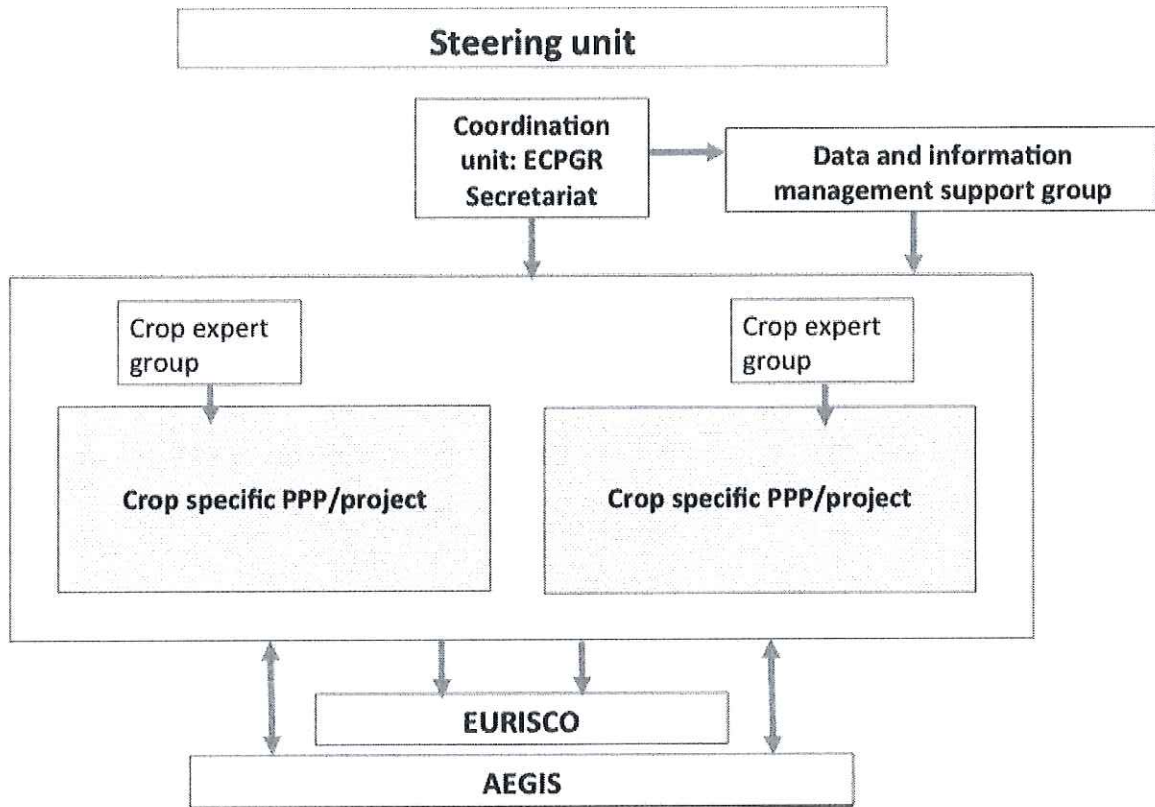 Steering unit
Coordination
unit: ECPGR
Secretariat
Data and information
management support group
Crop expert
group
Crop expert
group
Crop specific PPP/project
Crop specific PPP/project
EURISCO
AEGIS